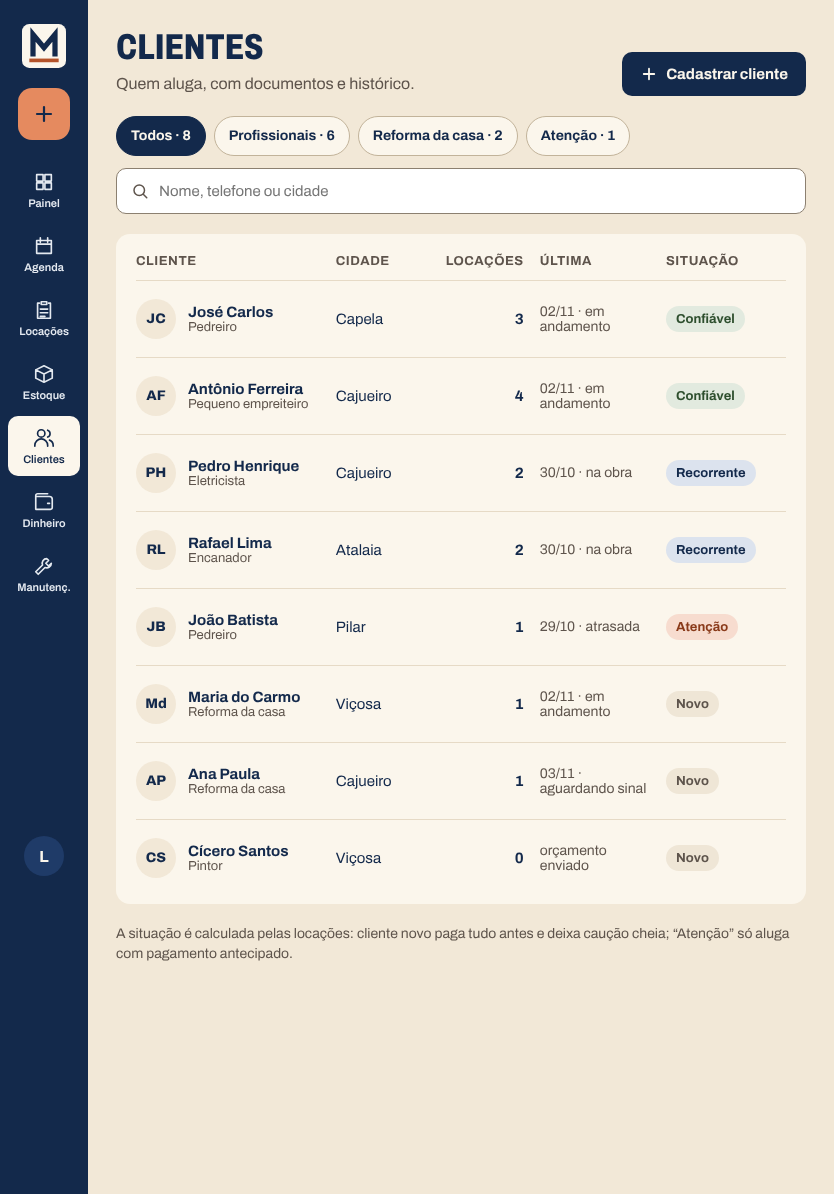 M
CLIENTES
Quem aluga, com documentos e histórico.
Cadastrar cliente
Todos · 8
Profissionais · 6
Reforma da casa · 2
Atenção · 1
Nome, telefone ou cidade
Painel
Agenda
Locações
Estoque
Clientes
Dinheiro
Manutenç.
L
CLIENTE CIDADE LOCAÇÕES ÚLTIMA SITUAÇÃO
JC José Carlos Capela 3 02/11 · em Confiável
Pedreiro andamento
AF Antônio Ferreira Cajueiro 4 02/11 · em Confiável
Pequeno empreiteiro andamento
PH Pedro Henrique Cajueiro 2 30/10 · na obra Recorrente
Eletricista
RL Rafael Lima Atalaia 2 30/10 · na obra Recorrente
Encanador
JB João Batista Pilar 1 29/10 · atrasada Atenção
Pedreiro
Md Maria do Carmo Viçosa 1 02/11 · em Novo
Reforma da casa andamento
AP Ana Paula Cajueiro 1 03/11 · Novo
Reforma da casa aguardando sinal
CS Cícero Santos Viçosa 0 orçamento Novo
Pintor enviado
A situação é calculada pelas locações: cliente novo paga tudo antes e deixa caução cheia; “Atenção” só aluga
com pagamento antecipado.